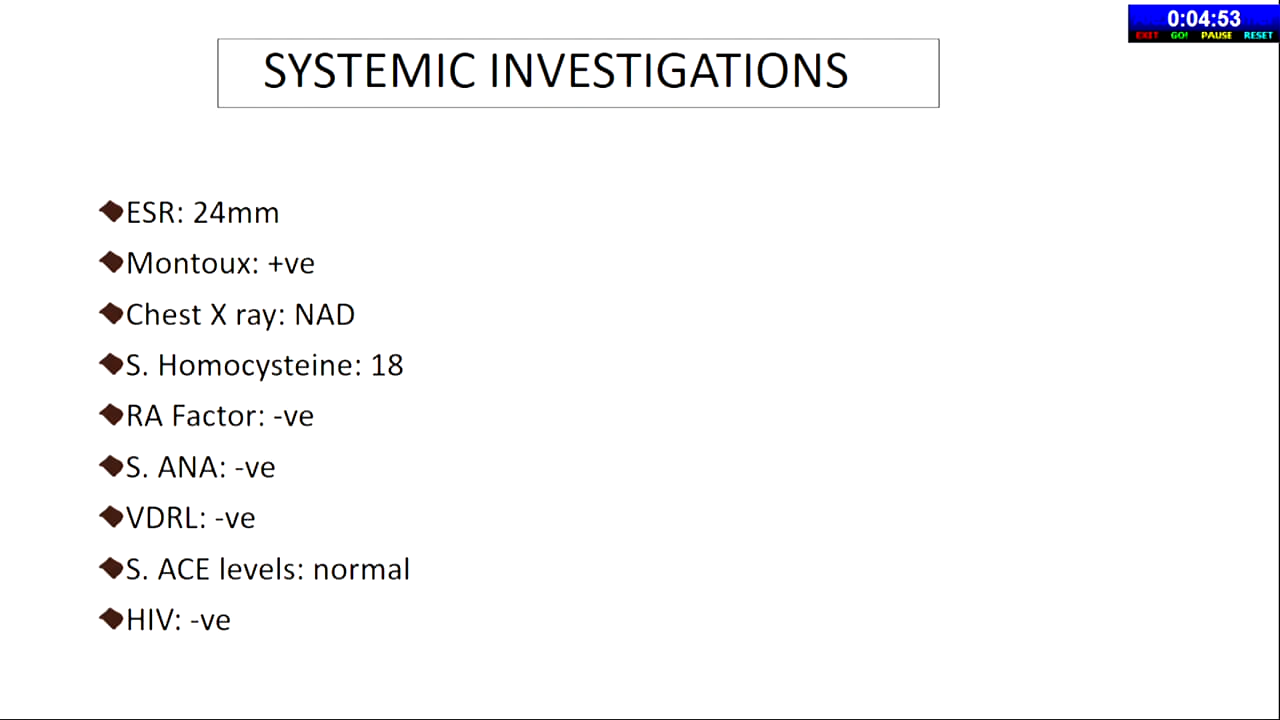 0:04:53
EXIT GO! PAUSE RESET
SYSTEMIC INVESTIGATIONS
ESR: 24mm
Montoux: +ve
Chest X ray: NAD
S. Homocysteine: 18
RA Factor: -ve
S. ANA: -ve
VDRL: -ve
S. ACE levels: normal
HIV: -ve